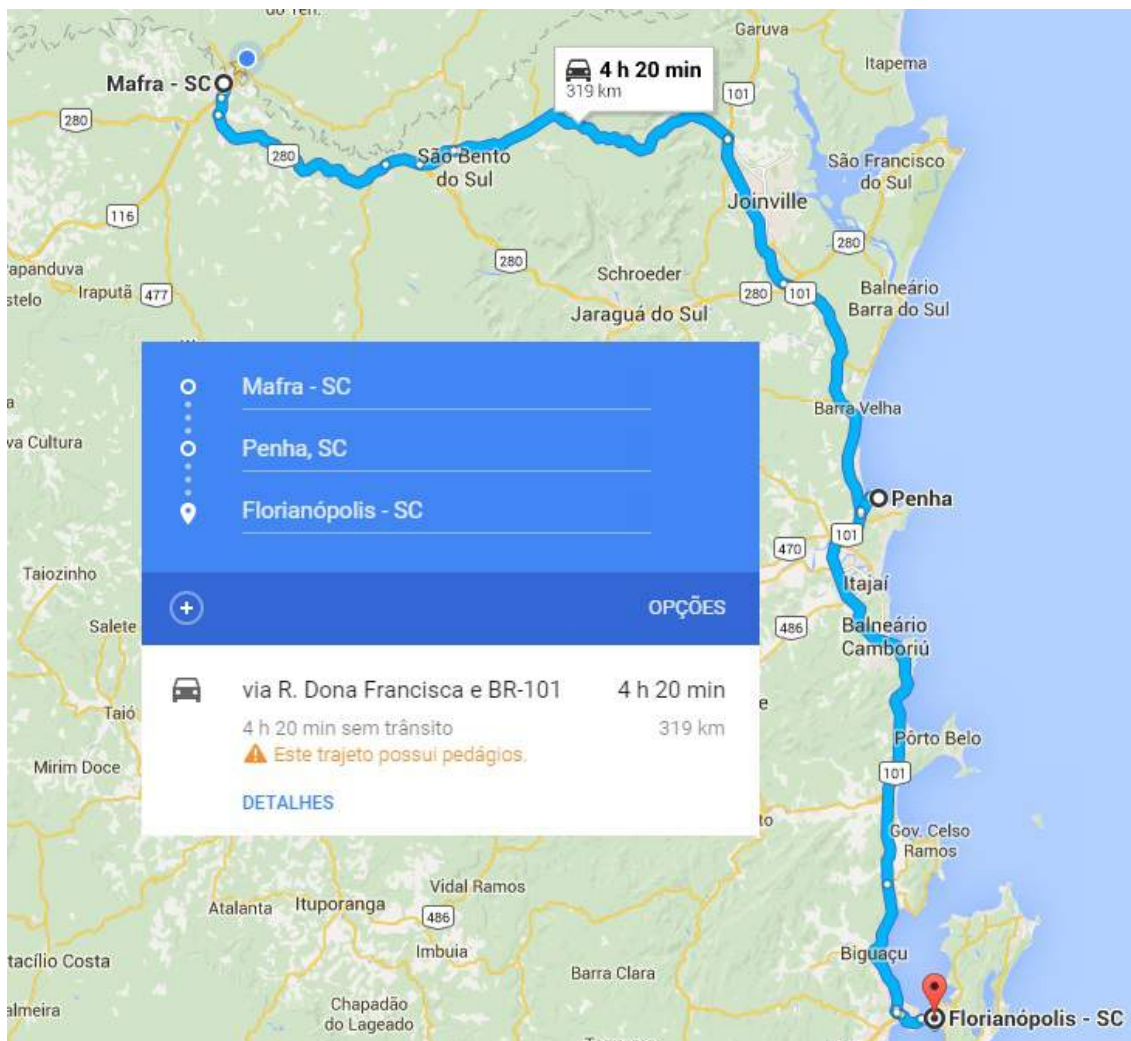 Garuva
Itapema
Mafra - SC
4 h 20 min
319 km
101
280
280
São Bento
do Sul
São Francisco
do Sul
Joinville
116
280
280
Schroeder
Iraputã
477
280
101
Balneário
Barra do Sul
Jaraguá do Sul
Mafra - SC
Barra Velha
Penha, SC
Penha
Florianópolis - SC
101
470
Taiozinho
Itajaí
OPÇÕES
Salete
486
Balneário
Camboriú
via R. Dona Francisca e BR-101
4 h 20 min
4 h 20 min sem trânsito
319 km
Este trajeto possui pedágios.
Taió
Pôrto Belo
Mirim Doce
101
DETALHES
Gov. Celso
Ramos
Vidal Ramos
Atalanta
Ituporanga
486
Imbuia
Biguaçu
tacílio Costa
Barra Clara
almeira
Chapadão
do Lageado
Florianópolis - SC